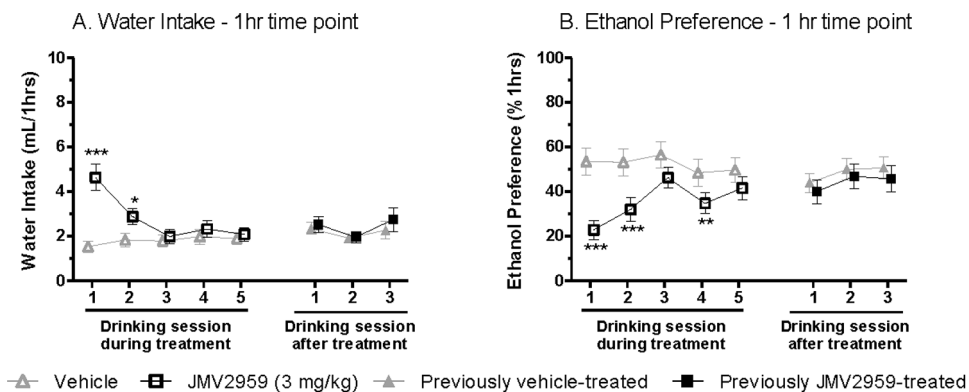 A. Water Intake - 1hr time point
Water Intake (mL/1hrs)
10
8
6
4
2
0
***
*
1 2 3 4 5 1 2 3
Drinking session
during treatment
Drinking session
after treatment
B. Ethanol Preference - 1 hr time point
Ethanol Preference (% 1hrs)
100
80
60
40
20
0
***
***
**
1 2 3 4 5 1 2 3
Drinking session
during treatment
Drinking session
after treatment
Vehicle JMV2959 (3 mg/kg) Previously vehicle-treated Previously JMV2959-treated